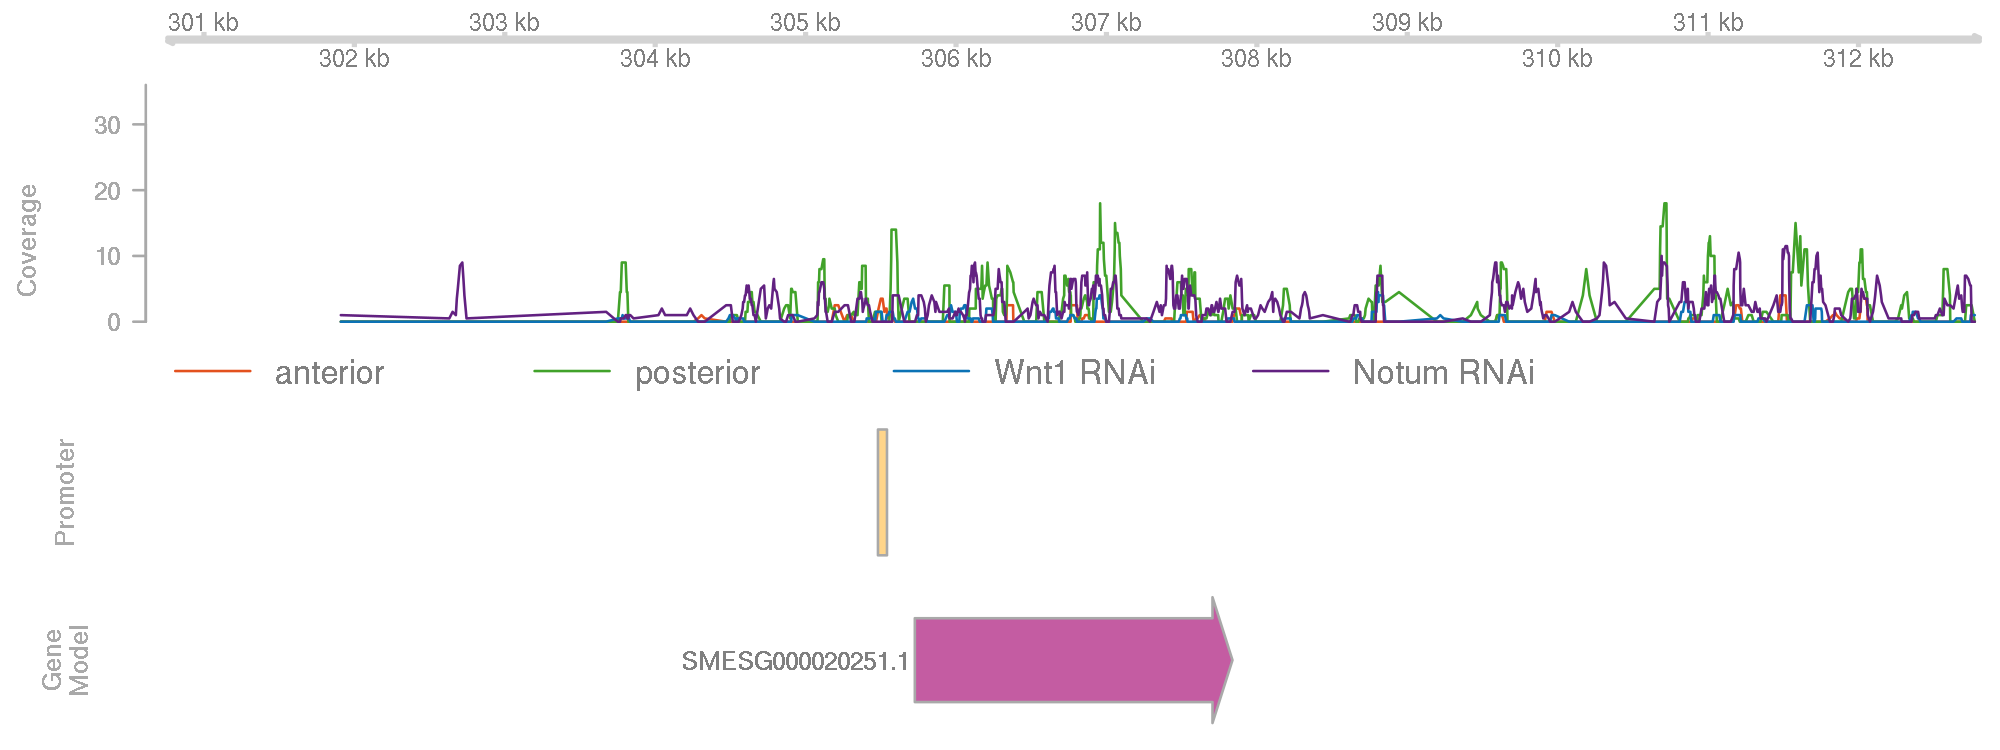 301 kb 303 kb 305 kb 307 kb 309 kb 311 kb
302 kb 304 kb 306 kb 308 kb 310 kb 312 kb
Coverage
30
20
10
0
anterior posterior Wnt1 RNAi Notum RNAi
Promoter
Gene
Model
SMESG000020251.1